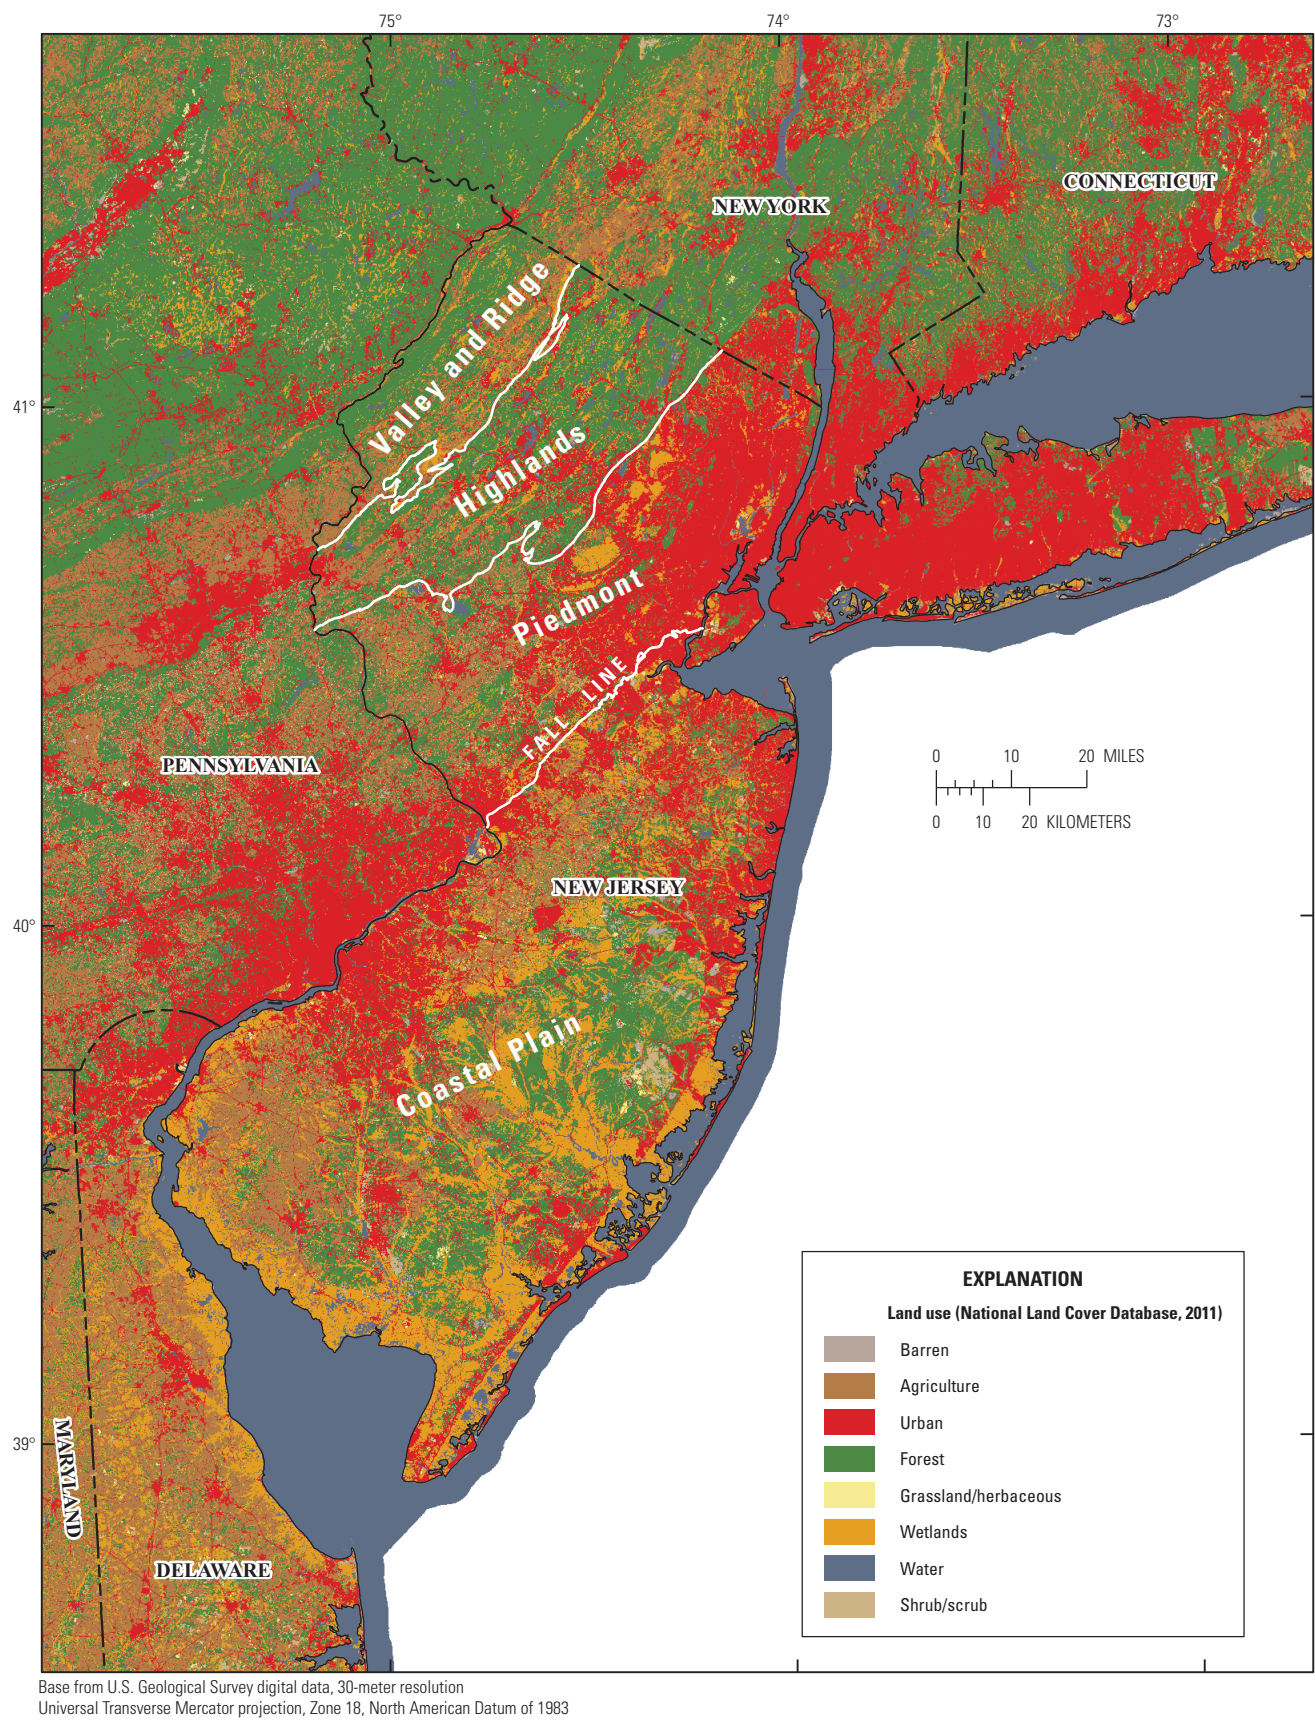 75°
74°
73°
CONNECTICUT
NEW YORK
Valley and Ridge
41°
Highlands
Piedmont
FALL LINE
PENNSYLVANIA
0 10 20 MILES
0 10 20 KILOMETERS
NEW JERSEY
40°
Coastal Plain
EXPLANATION
Land use (National Land Cover Database, 2011)
Barren
Agriculture
Urban
Forest
Grassland/herbaceous
Wetlands
Water
Shrub/scrub
39°
MARYLAND
DELAWARE
Base from U.S. Geological Survey digital data, 30-meter resolution
Universal Transverse Mercator projection, Zone 18, North American Datum of 1983